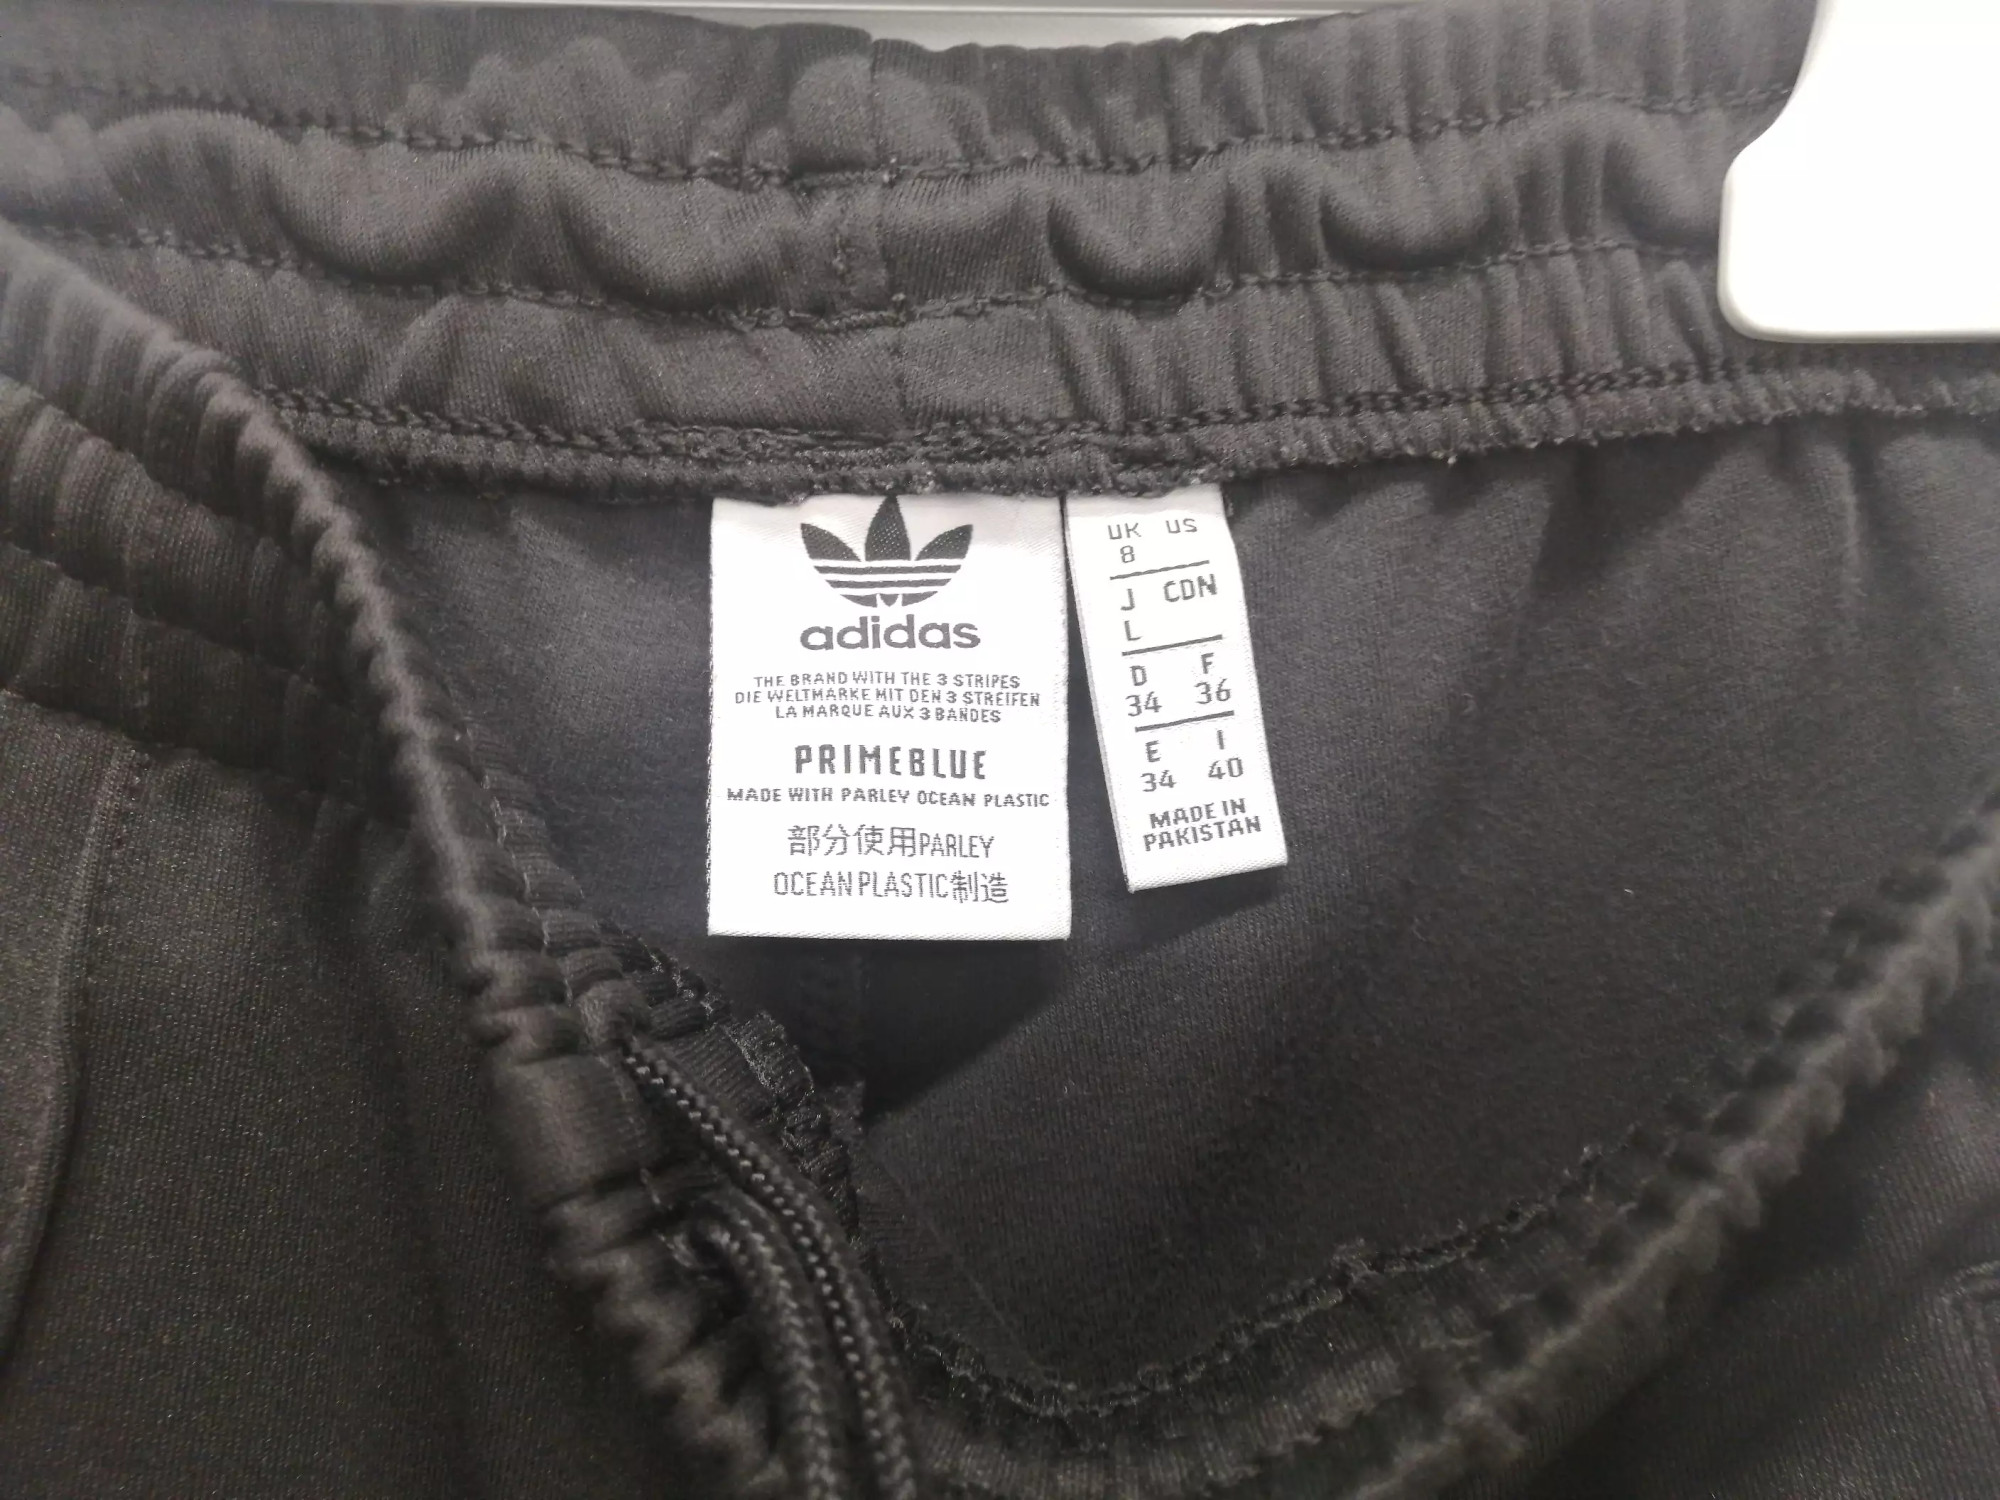 adidas
THE BRAND WITH THE 3 STRIPES
DIE WELTMARKE MIT DEN 3 STREIFEN
LA MARQUE AUX 3 BANDES
PRIMEBLUE
MADE WITH PARLEY OCEAN PLASTIC
部分使用PARLEY
OCEAN PLASTIC制造
UK US
8
J CDN
L
D F
34 36
E I
34 40
MADE IN
PAKISTAN